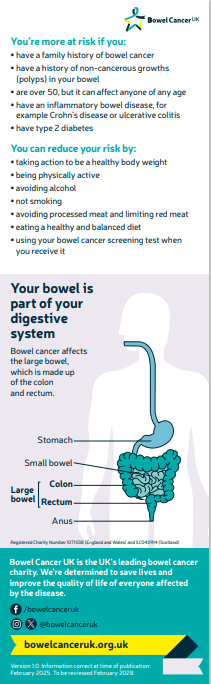 Bowel Cancer UK
You're more at risk if you:
• have a family history of bowel cancer
• have a history of non-cancerous growths
(polyps) in your bowel
• are over 50, but it can affect anyone of any age
• have an inflammatory bowel disease, for
example Crohn's disease or ulcerative colitis
• have type 2 diabetes
You can reduce your risk by:
• taking action to be a healthy body weight
• being physically active
• avoiding alcohol
• not smoking
• avoiding processed meat and limiting red meat
• eating a healthy and balanced diet
• using your bowel cancer screening test when
you receive it
Your bowel is
part of your
digestive
system
Bowel cancer affects
the large bowel,
which is made up
of the colon
and rectum.
Stomach
Small bowel
Large
bowel
Colon
Rectum
Anus
Registered Charity Number 1071038 (England and Wales) and SC040914 (Scotland)
Bowel Cancer UK is the UK's leading bowel cancer
charity. We're determined to save lives and
improve the quality of life of everyone affected
by the disease.
/bowelcanceruk
@bowelcanceruk
bowelcanceruk.org.uk
Version 1.0 Information correct at time of publication:
February 2025. To be reviewed February 2028